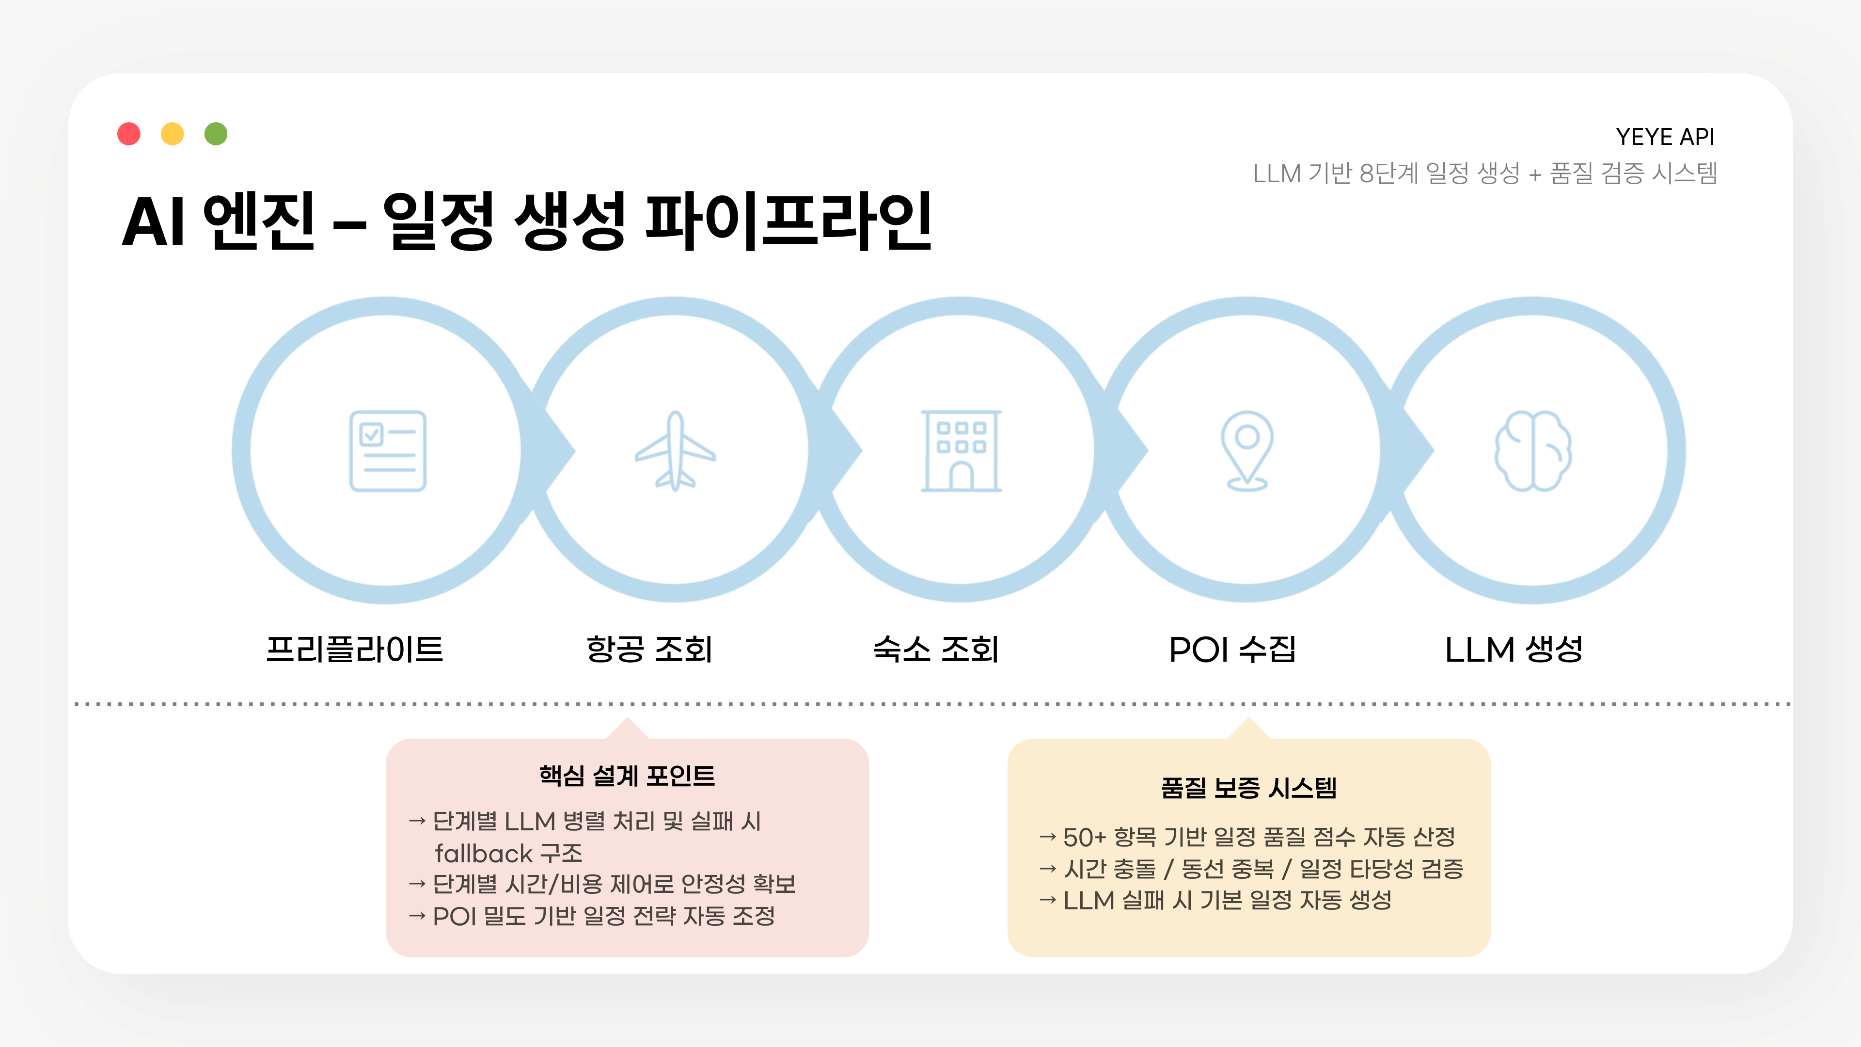 YEYE API
LLM 기반 8단계 일정 생성 + 품질 검증 시스템
AI 엔진 – 일정 생성 파이프라인
프리플라이트
항공 조회
숙소 조회
POI 수집
LLM 생성
핵심 설계 포인트
→ 단계별 LLM 병렬 처리 및 실패 시
fallback 구조
→ 단계별 시간/비용 제어로 안정성 확보
→ POI 밀도 기반 일정 전략 자동 조정
품질 보증 시스템
→ 50+ 항목 기반 일정 품질 점수 자동 산정
→ 시간 충돌 / 동선 중복 / 일정 타당성 검증
→ LLM 실패 시 기본 일정 자동 생성